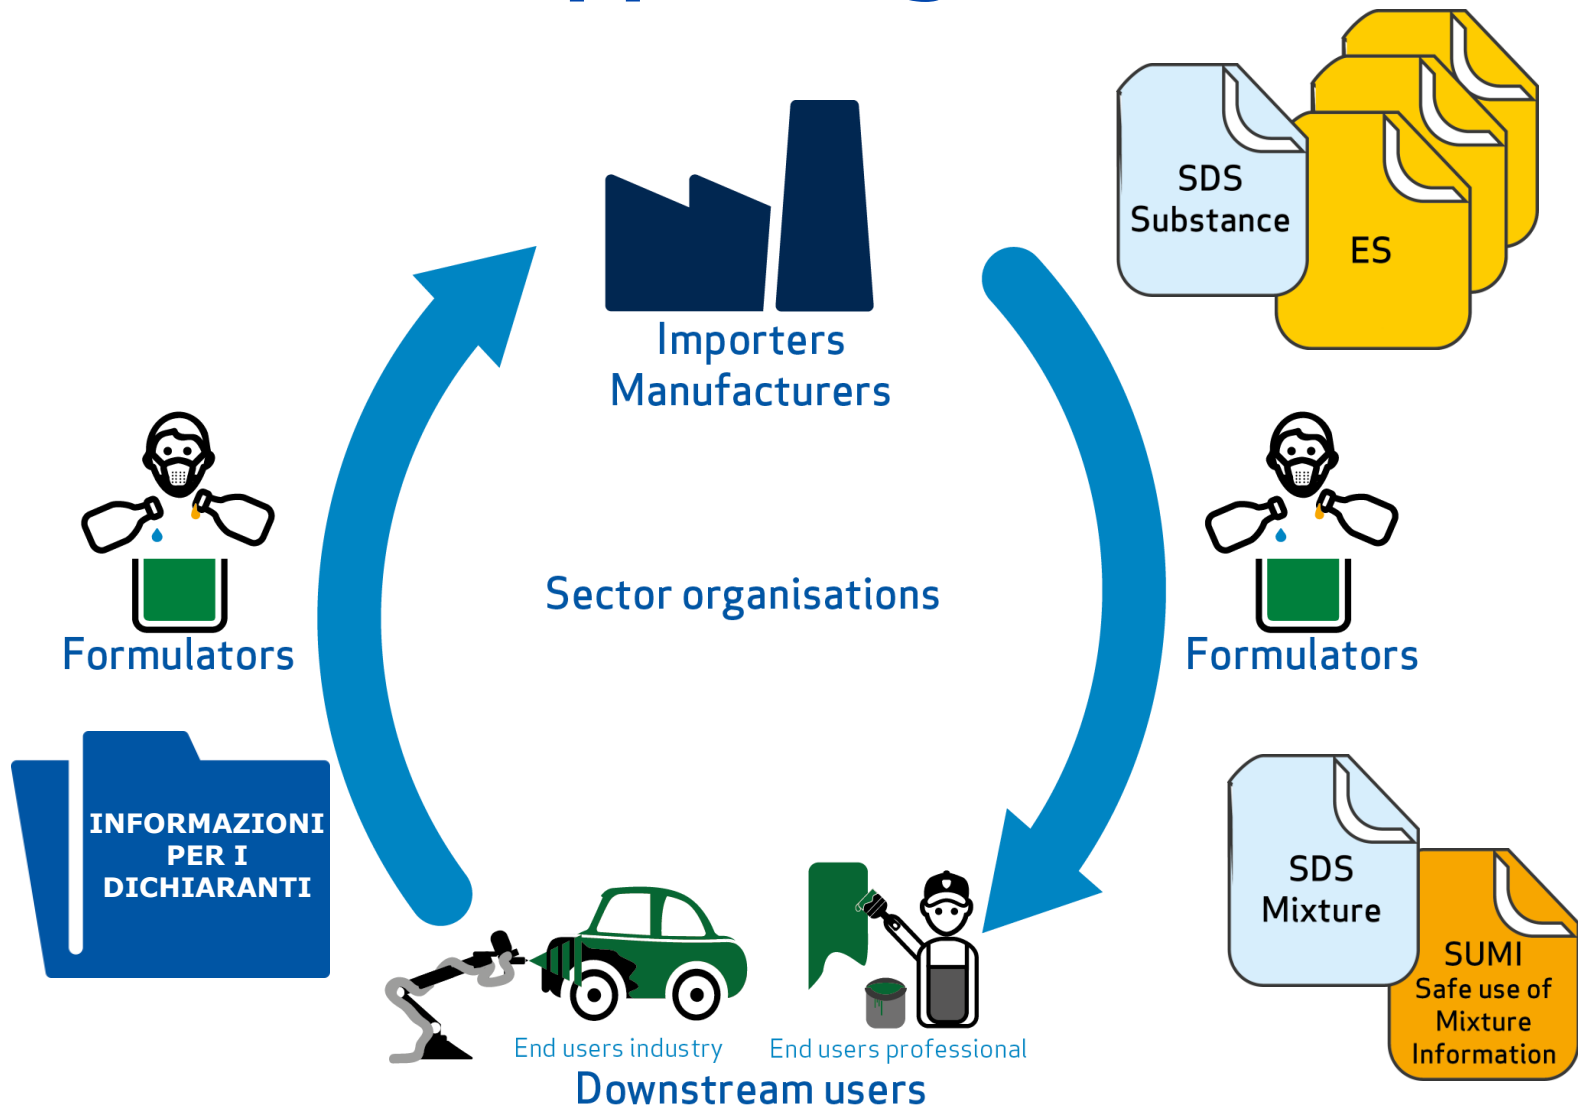 SDS
Substance
ES
Importers
Manufacturers
Sector organisations
Formulators
Formulators
INFORMAZIONI
PER I
DICHIARANTI
SDS
Mixture
SUMI
Safe use of
Mixture
Information
End users industry
End users professional
Downstream users